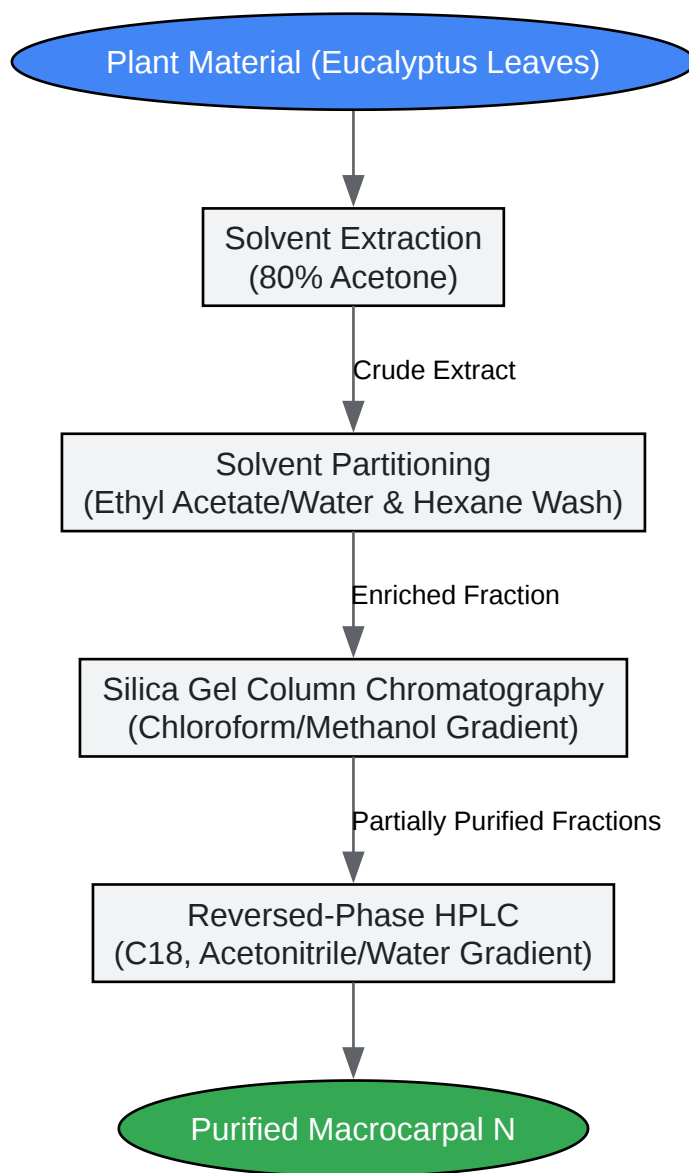 Plant Material (Eucalyptus Leaves)
Solvent Extraction
(80% Acetone)
Crude Extract
Solvent Partitioning
(Ethyl Acetate/Water & Hexane Wash)
Enriched Fraction
Silica Gel Column Chromatography
(Chloroform/Methanol Gradient)
Partially Purified Fractions
Reversed-Phase HPLC
(C18, Acetonitrile/Water Gradient)
Purified Macrocarpal N